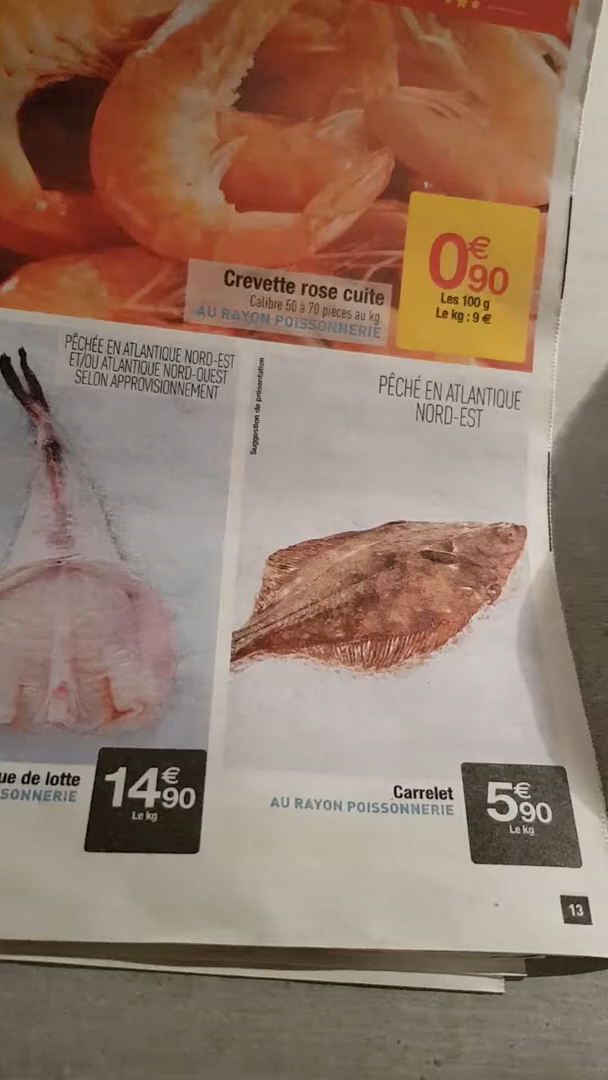 0€90
Les 100 g
Le kg : 9 €
Crevette rose cuite
Calibre 50 à 70 pièces au kg
AU RAYON POISSONNERIE
PÊCHÉE EN ATLANTIQUE NORD-EST
ET/OU ATLANTIQUE NORD-OUEST
SELON APPROVISIONNEMENT
Suggestion de présentation
PÊCHÉ EN ATLANTIQUE
NORD-EST
ue de lotte
SONNERIE
14€90
Le kg
Carrelet
AU RAYON POISSONNERIE
5€90
Le kg
13